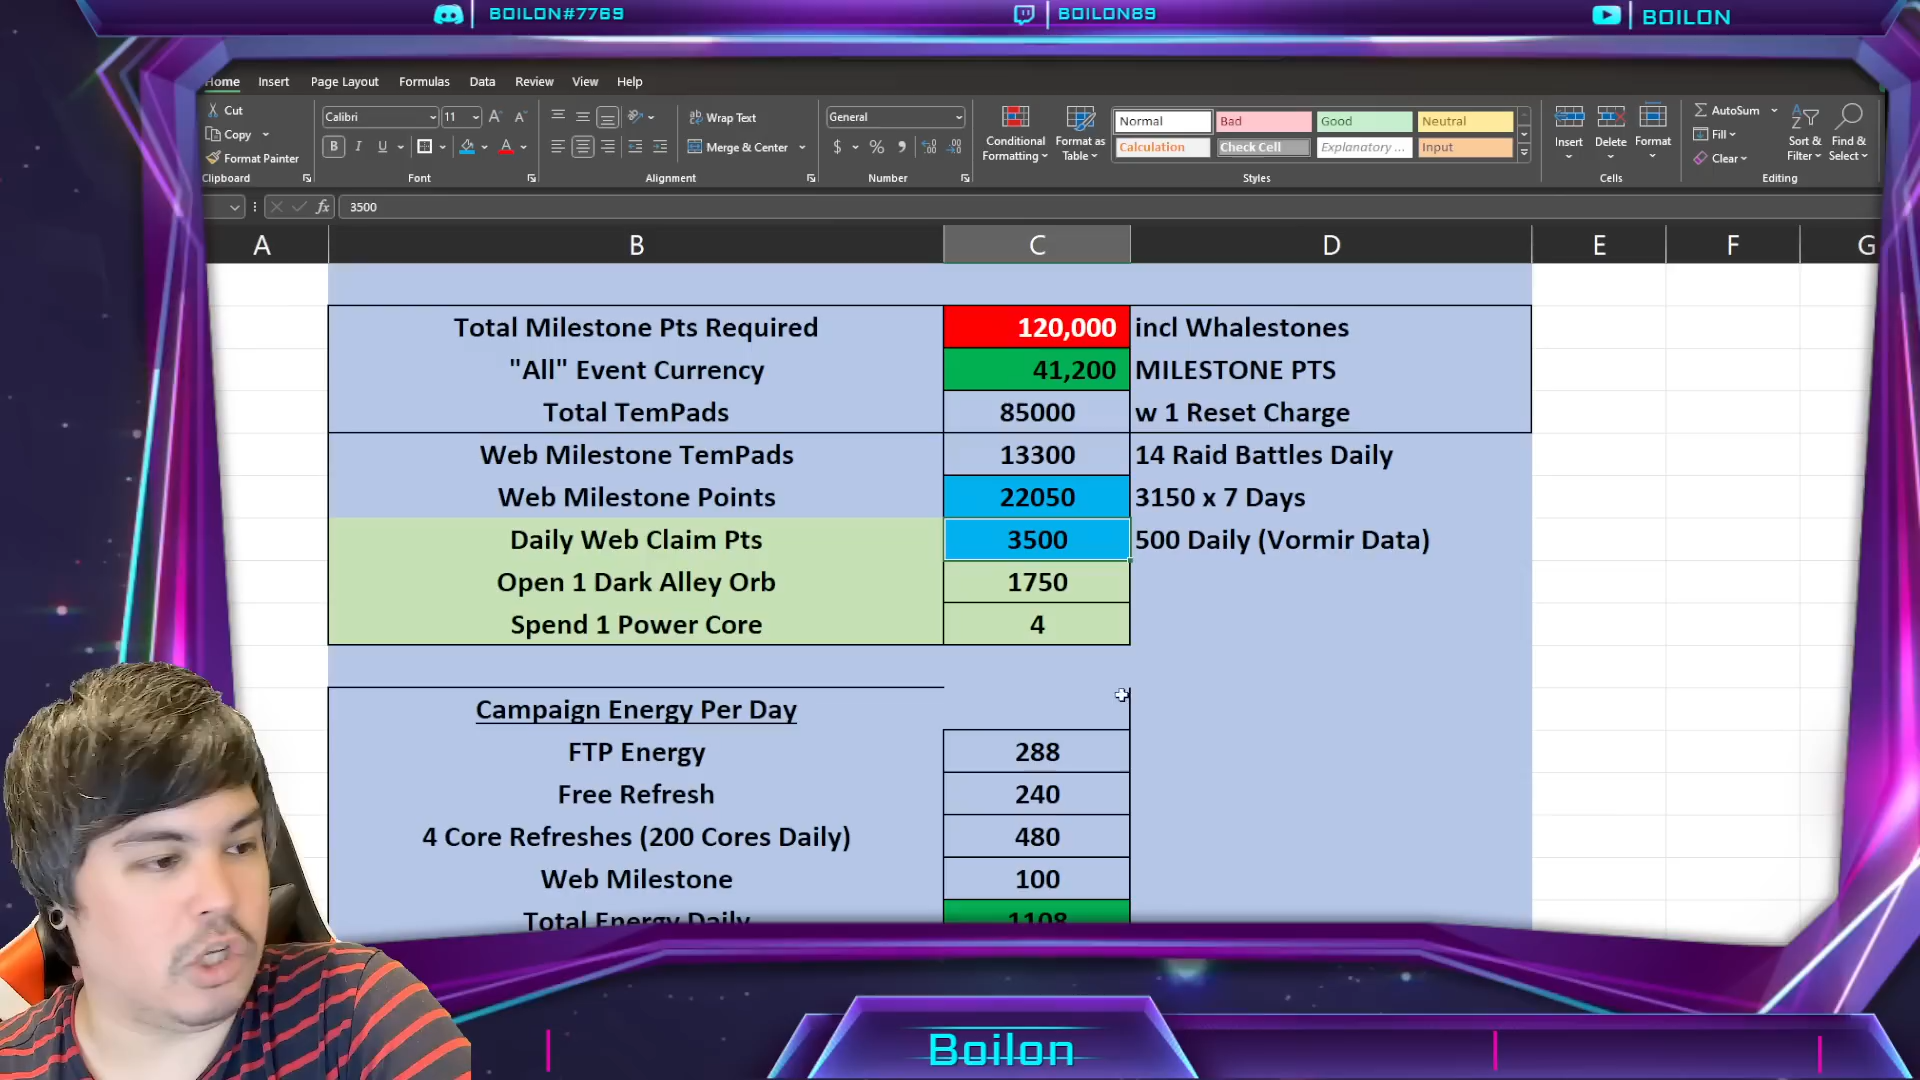 BOILON#7769
BOILON89
BOILON
Home Insert Page Layout Formulas Data Review View Help
Cut
Copy
Format Painter
Clipboard
Calibri 11
B I U
Font
Wrap Text
Merge & Center
Alignment
General
$ % ,
Number
Conditional Formatting
Format as Table
Normal Bad Good Neutral
Calculation Check Cell Explanatory ... Input
Styles
Insert Delete Format
Cells
AutoSum
Fill
Clear
Sort & Filter
Find & Select
Editing
fx 3500
A B C D E F G
Total Milestone Pts Required 120,000 incl Whalestones
"All" Event Currency 41,200 MILESTONE PTS
Total TemPads 85000 w 1 Reset Charge
Web Milestone TemPads 13300 14 Raid Battles Daily
Web Milestone Points 22050 3150 x 7 Days
Daily Web Claim Pts 3500 500 Daily (Vormir Data)
Open 1 Dark Alley Orb 1750
Spend 1 Power Core 4
Campaign Energy Per Day
FTP Energy 288
Free Refresh 240
4 Core Refreshes (200 Cores Daily) 480
Web Milestone 100
Total Energy Daily 1108
Boilon